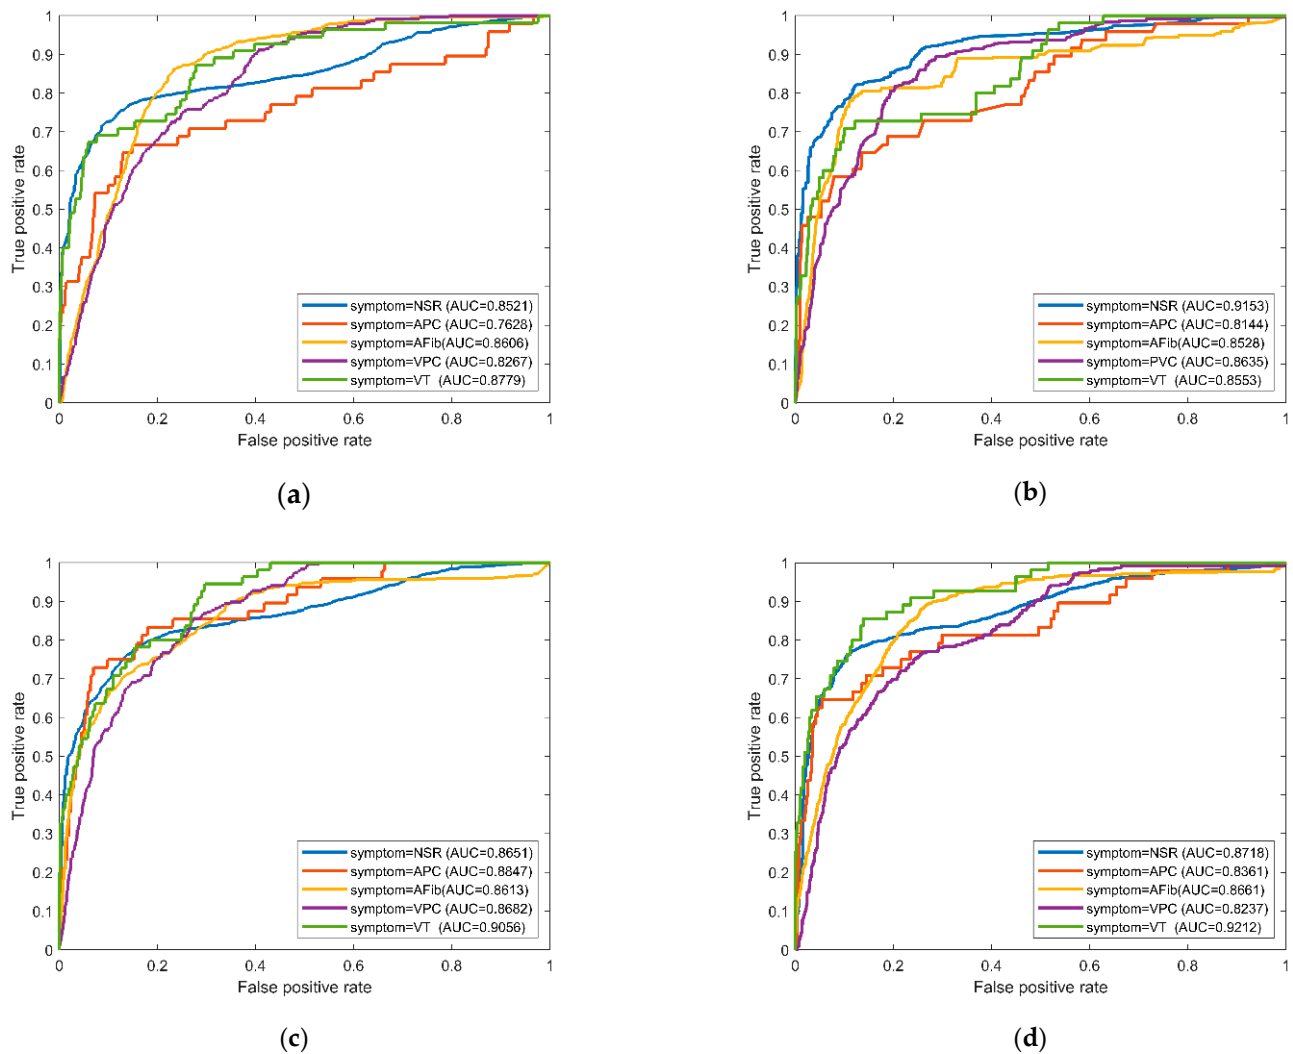 1
0.9
0.8
0.7
0.6
0.5
0.4
0.3
0.2
0.1
0
True positive rate
symptom=NSR (AUC=0.8521)
symptom=APC (AUC=0.7628)
symptom=AFib(AUC=0.8606)
symptom=VPC (AUC=0.8267)
symptom=VT (AUC=0.8779)
0 0.2 0.4 0.6 0.8 1
False positive rate
(a)
1
0.9
0.8
0.7
0.6
0.5
0.4
0.3
0.2
0.1
0
True positive rate
symptom=NSR (AUC=0.9153)
symptom=APC (AUC=0.8144)
symptom=AFib(AUC=0.8528)
symptom=PVC (AUC=0.8635)
symptom=VT (AUC=0.8553)
0 0.2 0.4 0.6 0.8 1
False positive rate
(b)
1
0.9
0.8
0.7
0.6
0.5
0.4
0.3
0.2
0.1
0
True positive rate
symptom=NSR (AUC=0.8651)
symptom=APC (AUC=0.8847)
symptom=AFib(AUC=0.8613)
symptom=VPC (AUC=0.8682)
symptom=VT (AUC=0.9056)
0 0.2 0.4 0.6 0.8 1
False positive rate
(c)
1
0.9
0.8
0.7
0.6
0.5
0.4
0.3
0.2
0.1
0
True positive rate
symptom=NSR (AUC=0.8718)
symptom=APC (AUC=0.8361)
symptom=AFib(AUC=0.8661)
symptom=VPC (AUC=0.8237)
symptom=VT (AUC=0.9212)
0 0.2 0.4 0.6 0.8 1
False positive rate
(d)